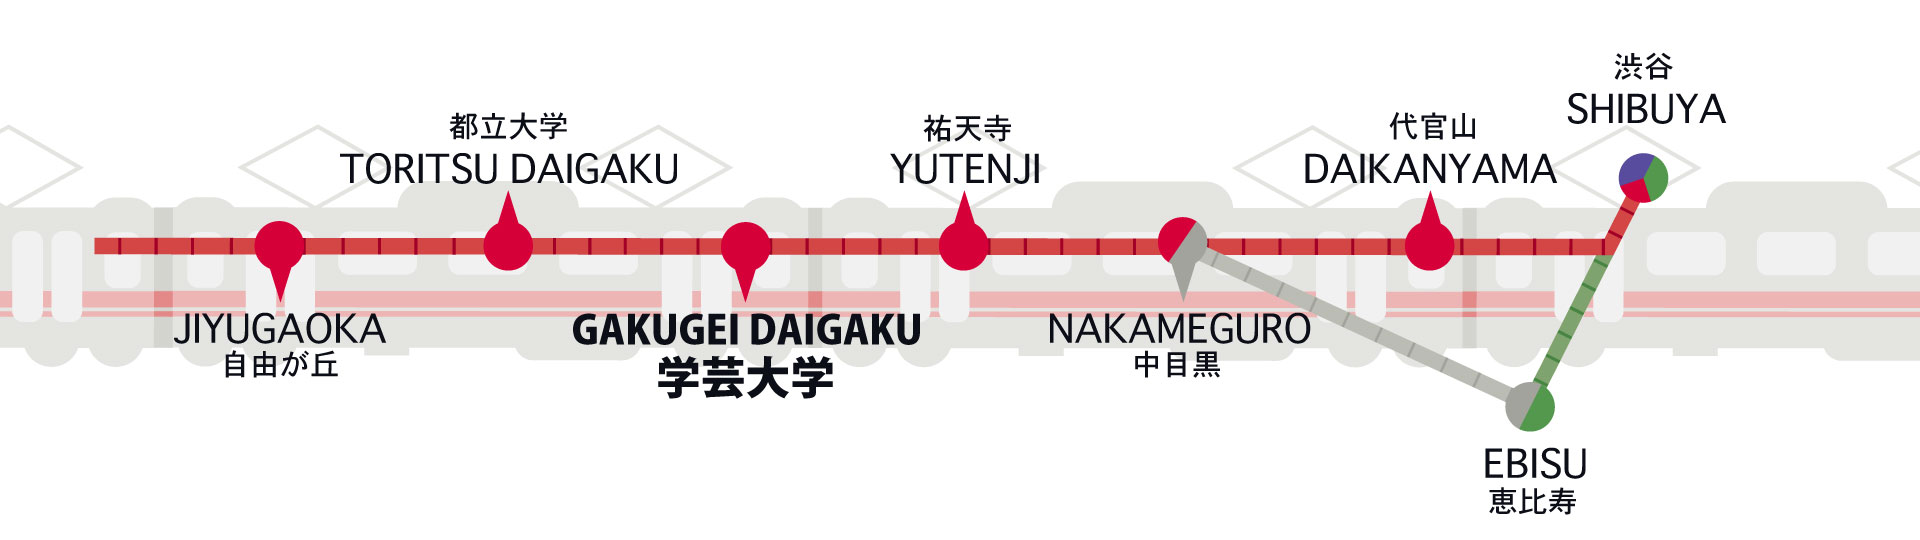 渋谷
SHIBUYA
都立大学
TORITSU DAIGAKU
祐天寺
YUTENJI
代官山
DAIKANYAMA
JIYUGAOKA
自由が丘
GAKUGEI DAIGAKU
学芸大学
NAKAMEGURO
中目黒
EBISU
恵比寿